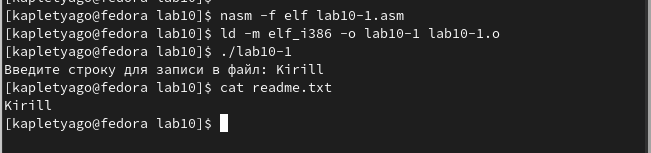 [kapletyago@fedora lab10]$ nasm -f elf lab10-1.asm
[kapletyago@fedora lab10]$ ld -m elf_i386 -o lab10-1 lab10-1.o
[kapletyago@fedora lab10]$ ./lab10-1
Введите строку для записи в файл: Kirill
[kapletyago@fedora lab10]$ cat readme.txt
Kirill
[kapletyago@fedora lab10]$